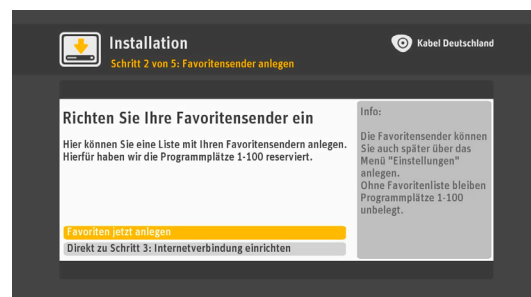 Installation
Kabel Deutschland
Schritt 2 von 5: Favoritensender anlegen
Richten Sie Ihre Favoritensender ein
Hier können Sie eine Liste mit Ihren Favoritensendern anlegen.
Hierfür haben wir die Programmplätze 1-100 reserviert.
Favoriten jetzt anlegen
Direkt zu Schritt 3: Internetverbindung einrichten
Info:
Die Favoritensender können
Sie auch später über das
Menü "Einstellungen"
anlegen.
Ohne Favoritenliste bleiben
Programmplätze 1-100
unbelegt.